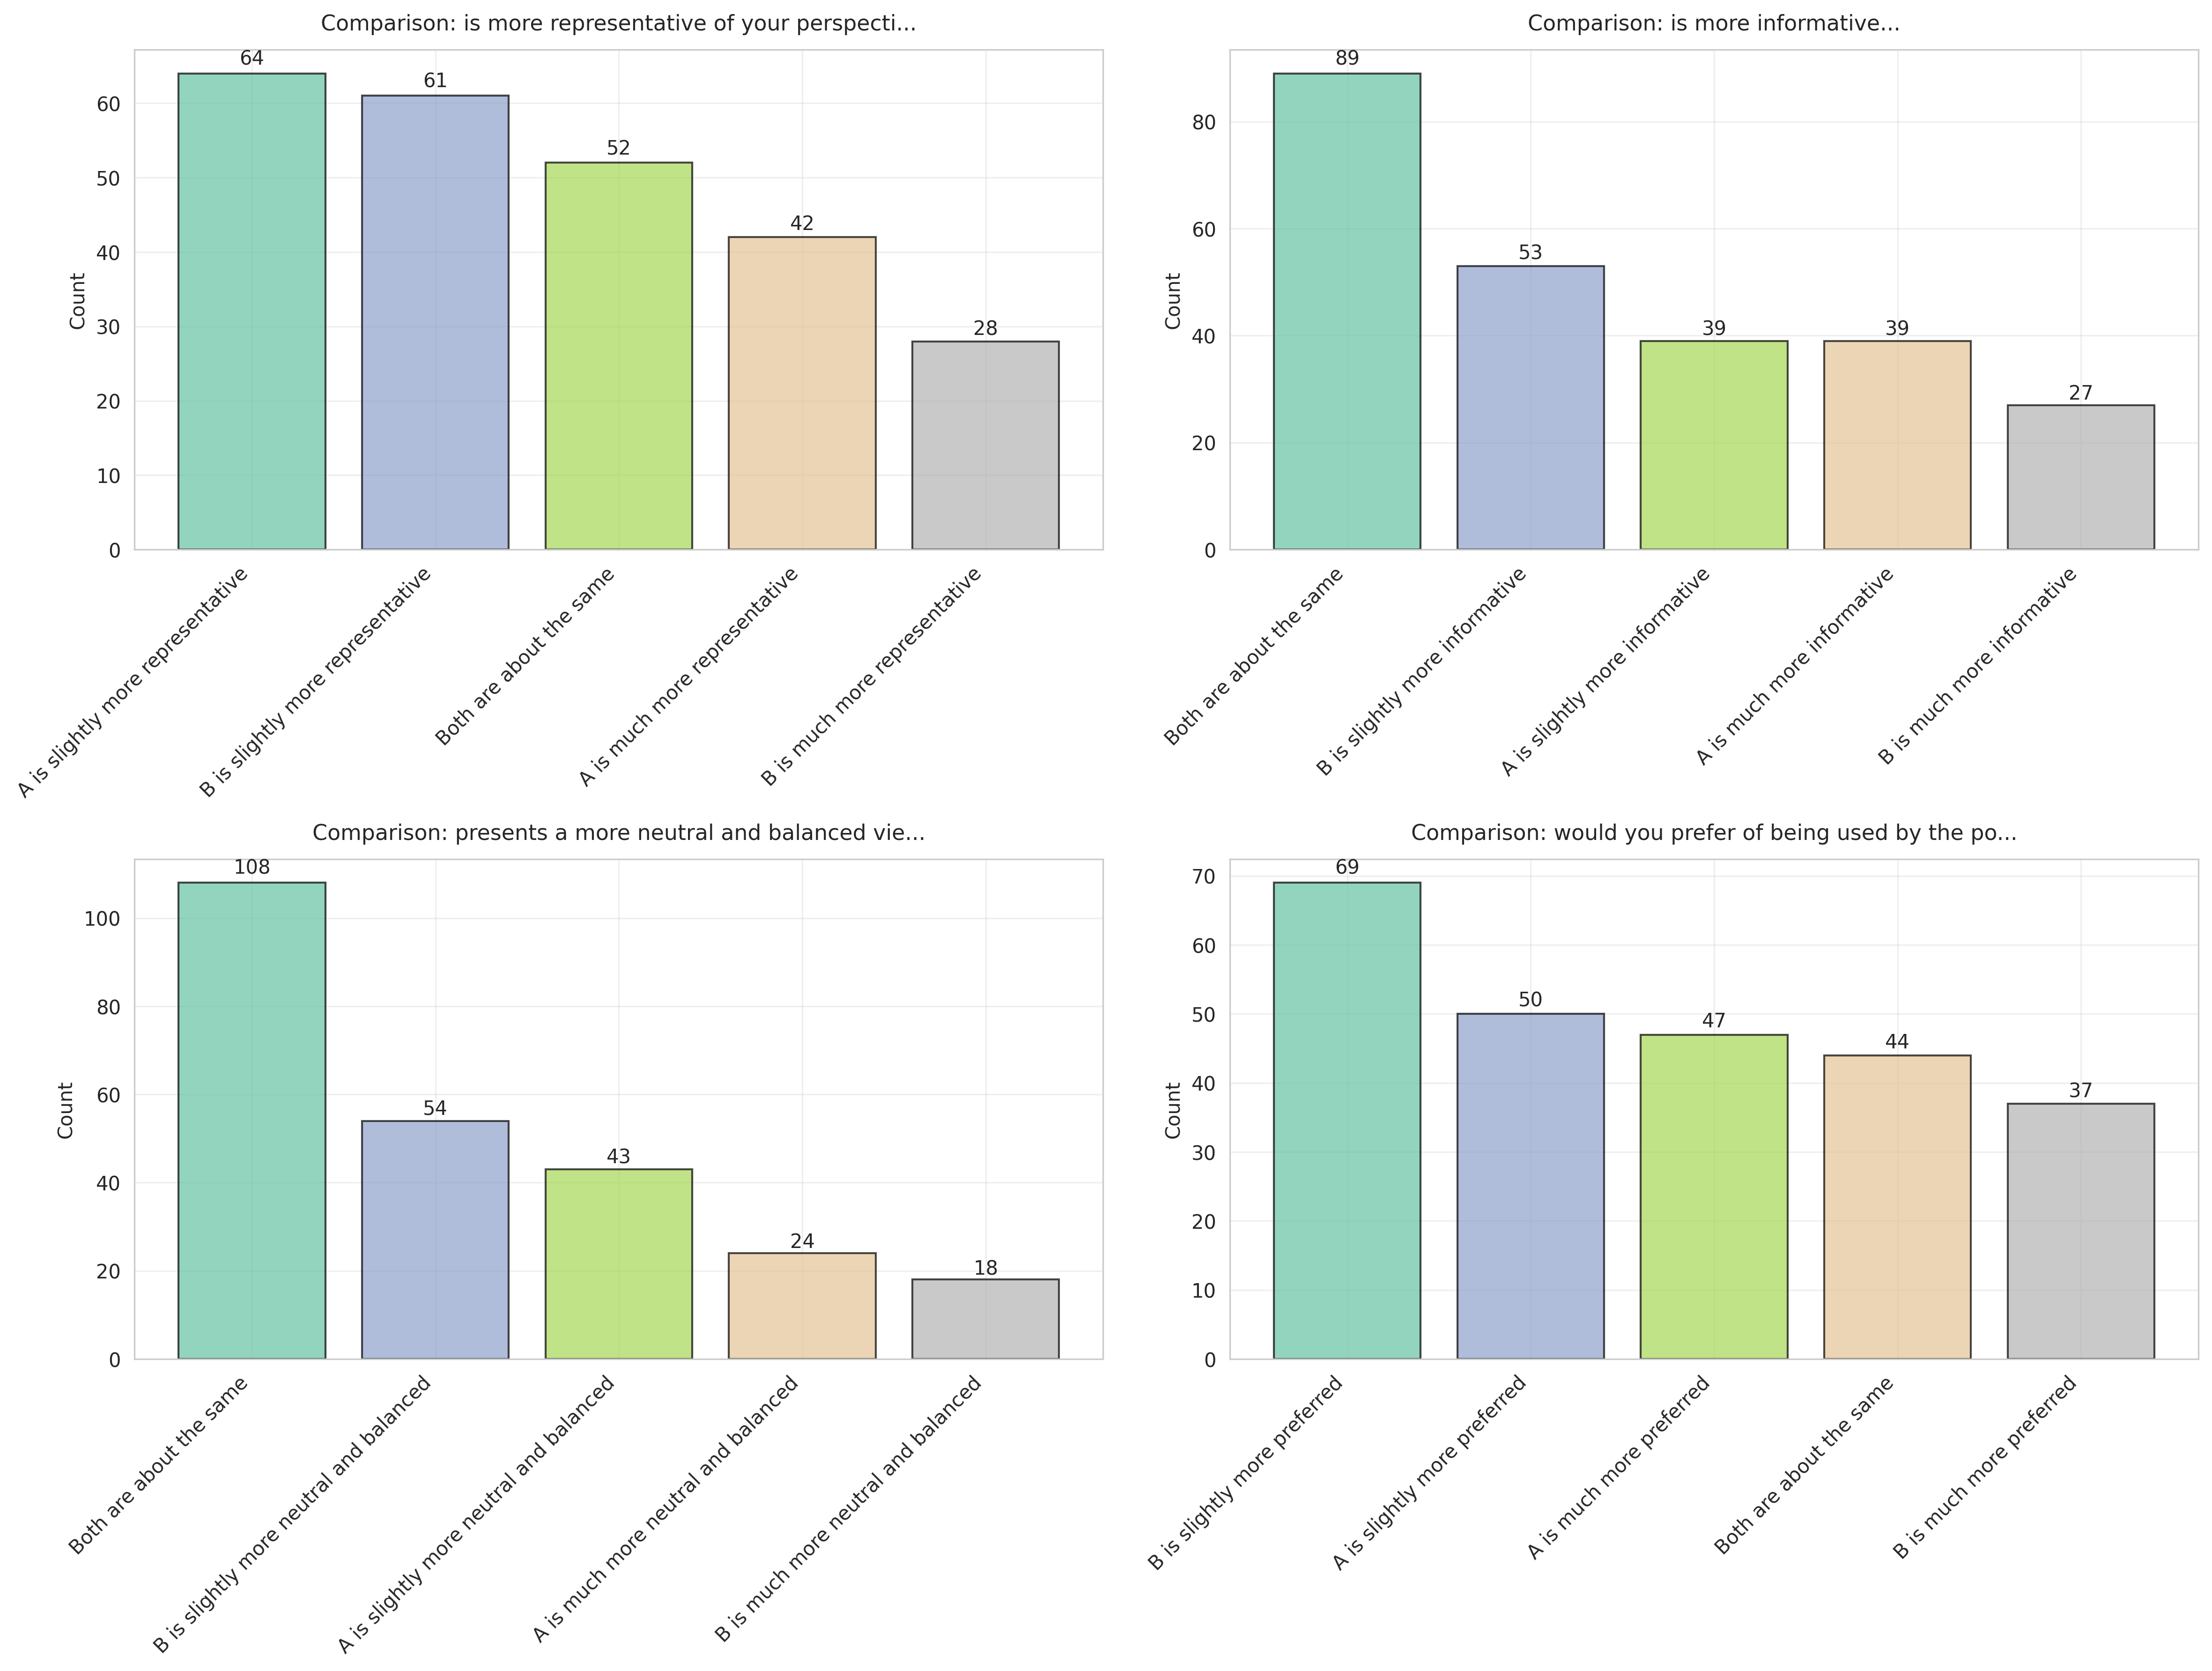 Comparison: is more representative of your perspecti...
Count
0
10
20
30
40
50
60
64
61
52
42
28
A is slightly more representative
B is slightly more representative
Both are about the same
A is much more representative
B is much more representative
Comparison: is more informative...
Count
0
20
40
60
80
89
53
39
39
27
Both are about the same
B is slightly more informative
A is slightly more informative
A is much more informative
B is much more informative
Comparison: presents a more neutral and balanced vie...
Count
0
20
40
60
80
100
108
54
43
24
18
Both are about the same
B is slightly more neutral and balanced
A is slightly more neutral and balanced
A is much more neutral and balanced
B is much more neutral and balanced
Comparison: would you prefer of being used by the po...
Count
0
10
20
30
40
50
60
70
69
50
47
44
37
B is slightly more preferred
A is slightly more preferred
A is much more preferred
Both are about the same
B is much more preferred